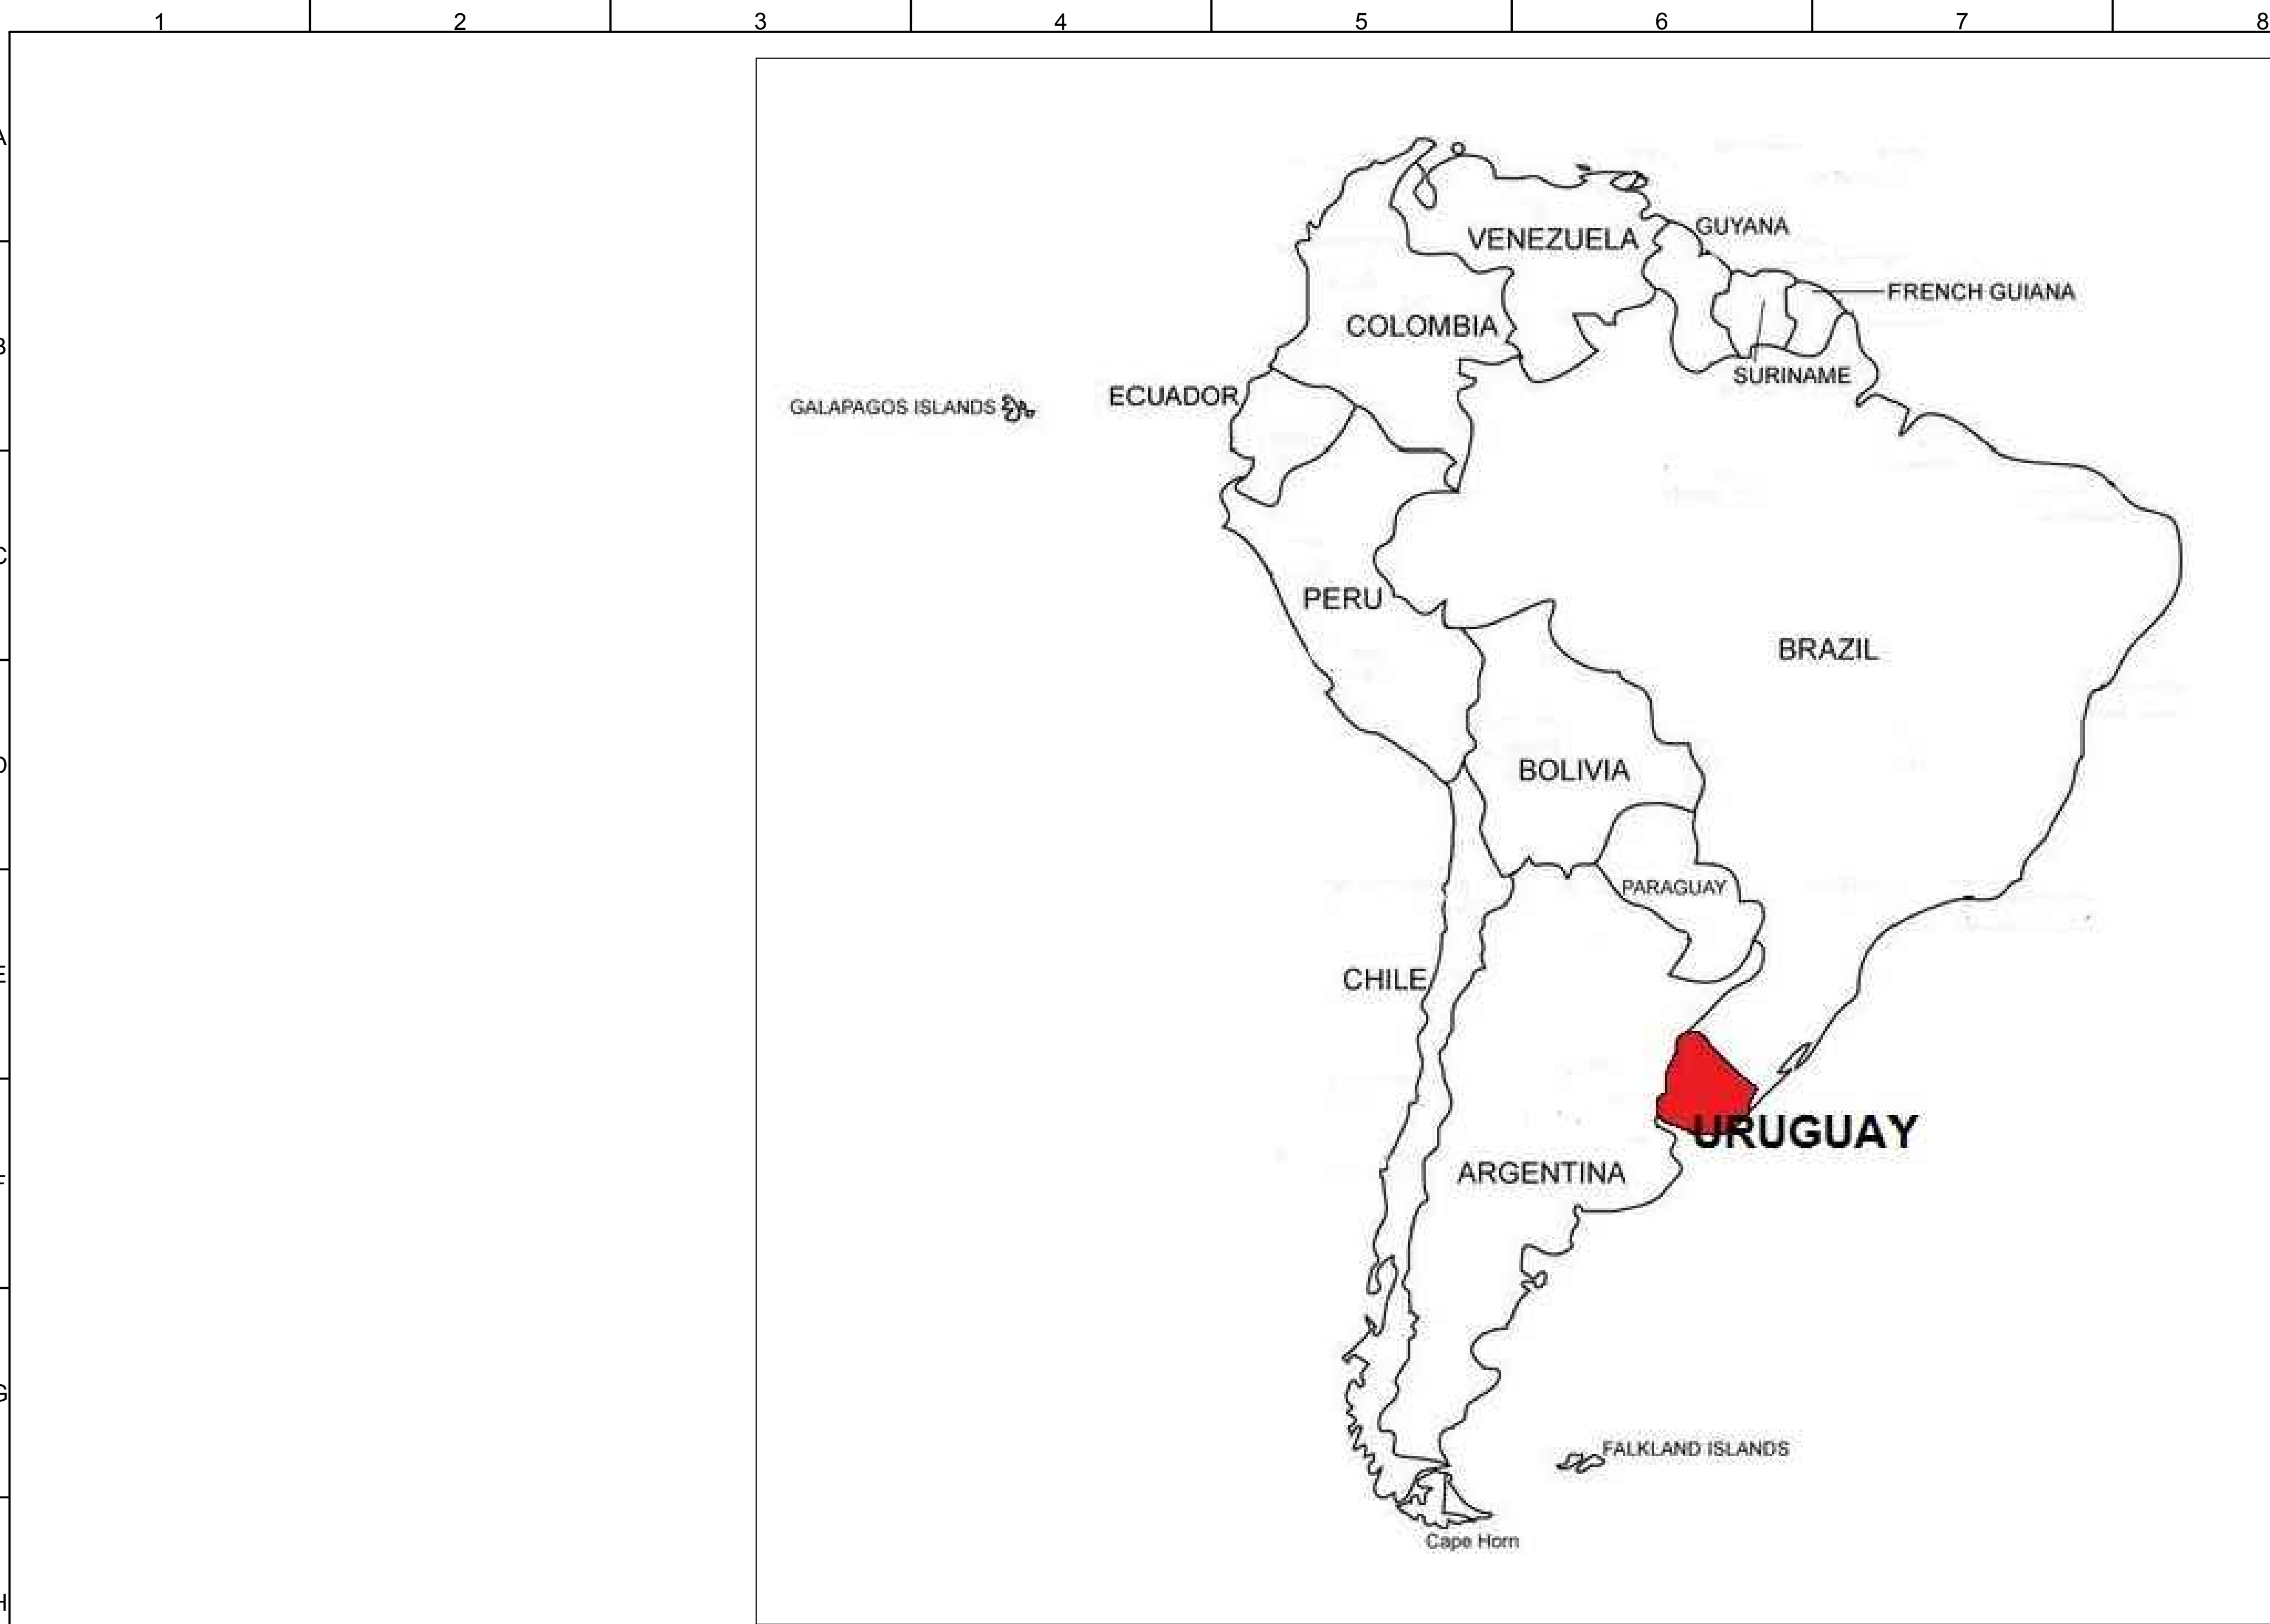 1 2 3 4 5 6 7 8
A
GUYANA
VENEZUELA
FRENCH GUIANA
COLOMBIA
B
SURINAME
ECUADOR
GALAPAGOS ISLANDS
C
PERU
BRAZIL
D
BOLIVIA
PARAGUAY
E
CHILE
URUGUAY
ARGENTINA
F
G
FALKLAND ISLANDS
Cape Horn
H